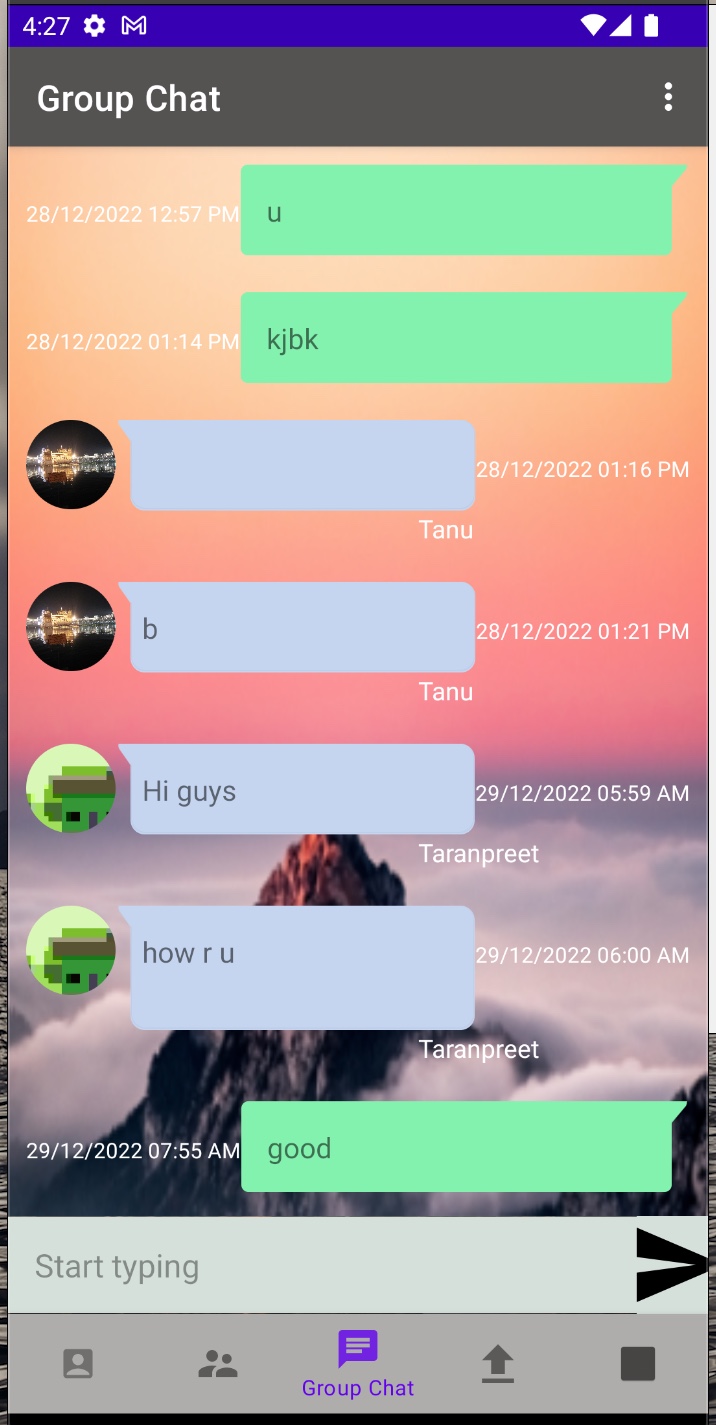 4:27
Group Chat
28/12/2022 12:57 PM u
28/12/2022 01:14 PM kjbk
28/12/2022 01:16 PM
Tanu
b 28/12/2022 01:21 PM
Tanu
Hi guys 29/12/2022 05:59 AM
Taranpreet
how r u 29/12/2022 06:00 AM
Taranpreet
29/12/2022 07:55 AM good
Start typing
Group Chat